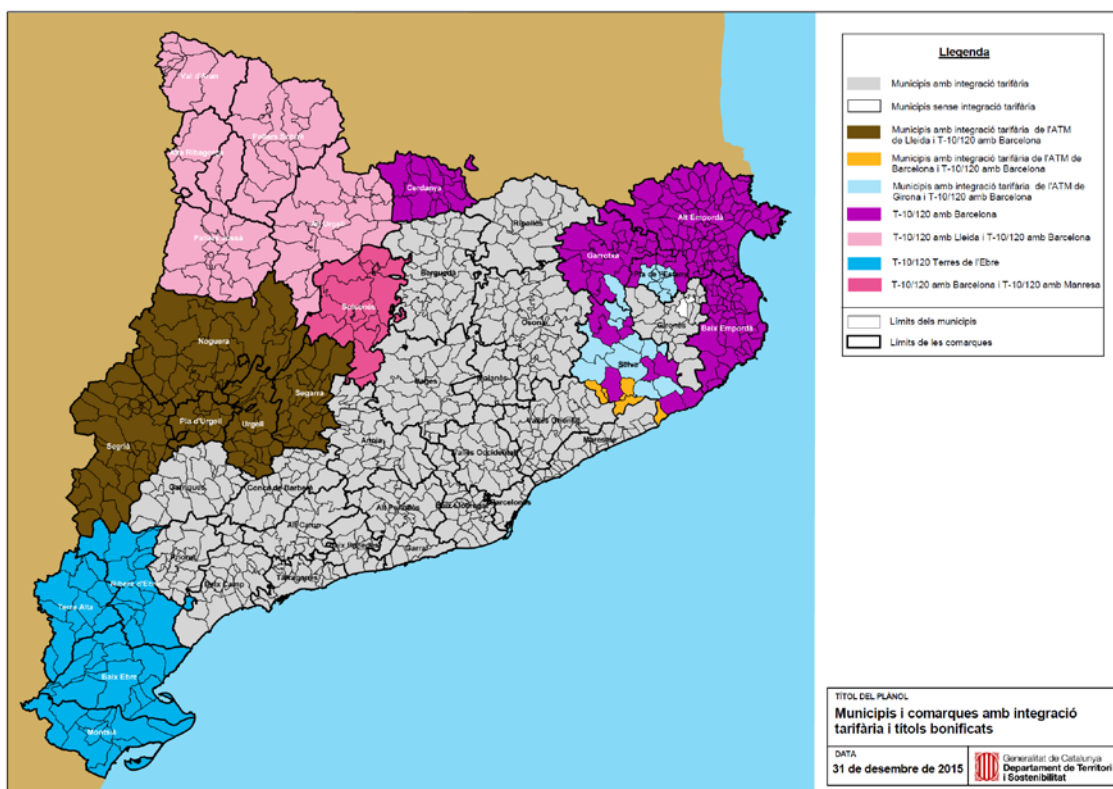 Val d'Aran
Pallars Sobirà
Alta Ribagorça
Cerdanya
Alt Urgell
Pallars Jussà
Ripollès
Alt Empordà
Garrotxa
Berguedà
Pla de l'Estany
Solsonès
Osona
Gironès
Baix Empordà
Noguera
Selva
Bages
Moianès
Segarra
Pla d'Urgell
Urgell
Vallès Oriental
Segrià
Anoia
Maresme
Vallès Occidental
Garrigues
Conca de Barberà
Alt Penedès
Baix Llobregat
Barcelonès
Alt Camp
Baix Penedès
Garraf
Priorat
Ribera d'Ebre
Baix Camp
Tarragonès
Terra Alta
Baix Ebre
Montsià
Llegenda
Municipis amb integració tarifària
Municipis sense integració tarifària
Municipis amb integració tarifària de l'ATM
de Lleida i T-10/120 amb Barcelona
Municipis amb integració tarifària de l'ATM de
Barcelona i T-10/120 amb Barcelona
Municipis amb integració tarifària de l'ATM de
Girona i T-10/120 amb Barcelona
T-10/120 amb Barcelona
T-10/120 amb Lleida i T-10/120 amb Barcelona
T-10/120 Terres de l'Ebre
T-10/120 amb Barcelona i T-10/120 amb Manresa
Límits dels municipis
Límits de les comarques
TÍTOL DEL PLÀNOL
Municipis i comarques amb integració
tarifària i títols bonificats
DATA
31 de desembre de 2015
Generalitat de Catalunya
Departament de Territori
i Sostenibilitat